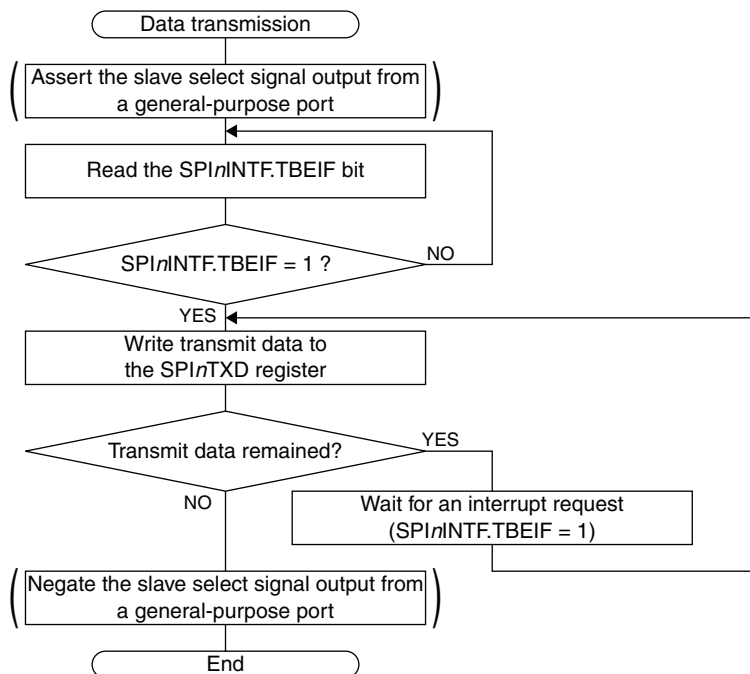 Data transmission
Assert the slave select signal output from
a general-purpose port
Read the SPInINTF.TBEIF bit
SPInINTF.TBEIF = 1 ?
NO
YES
Write transmit data to
the SPInTXD register
Transmit data remained?
YES
NO
Wait for an interrupt request
(SPInINTF.TBEIF = 1)
Negate the slave select signal output from
a general-purpose port
End